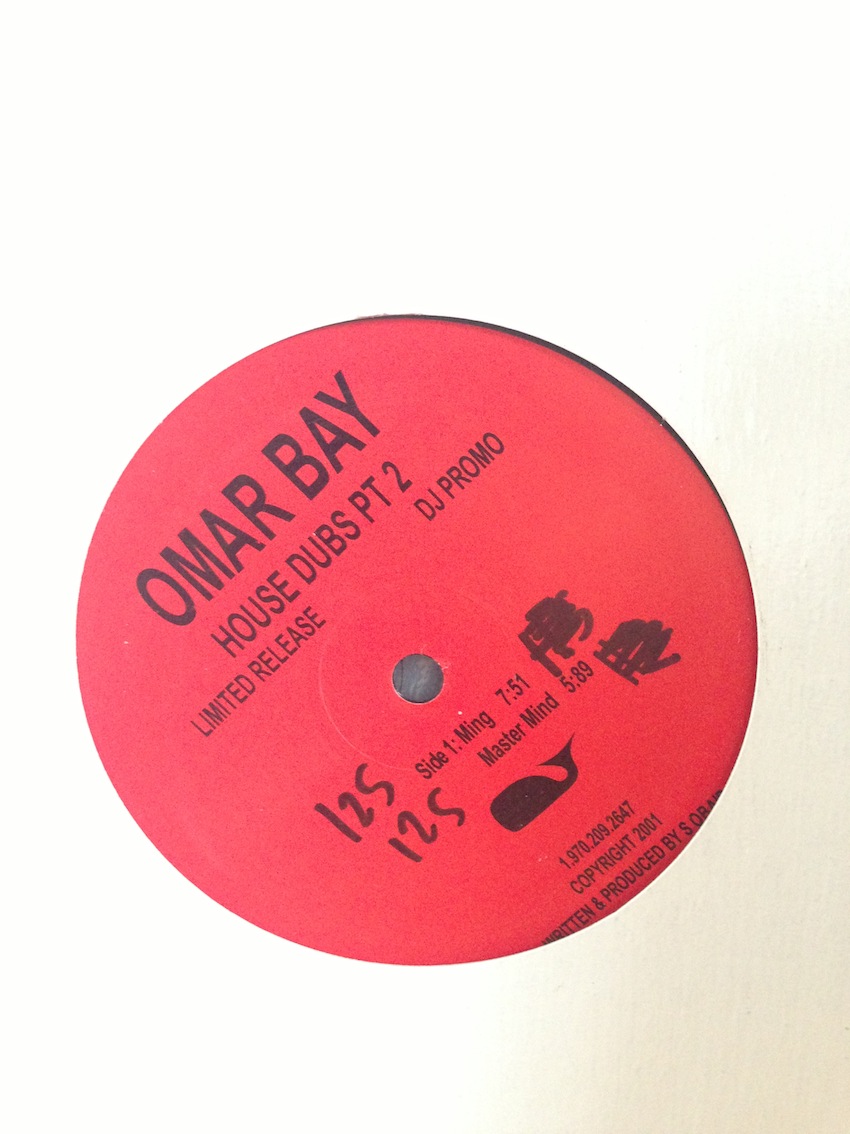 OMAR BAY
HOUSE DUBS PT 2
DJ PROMO
LIMITED RELEASE
Side 1: Ming 7:51
Master Mind 5:89
125
125
1.970.209.2647
COPYRIGHT 2001
WRITTEN & PRODUCED BY